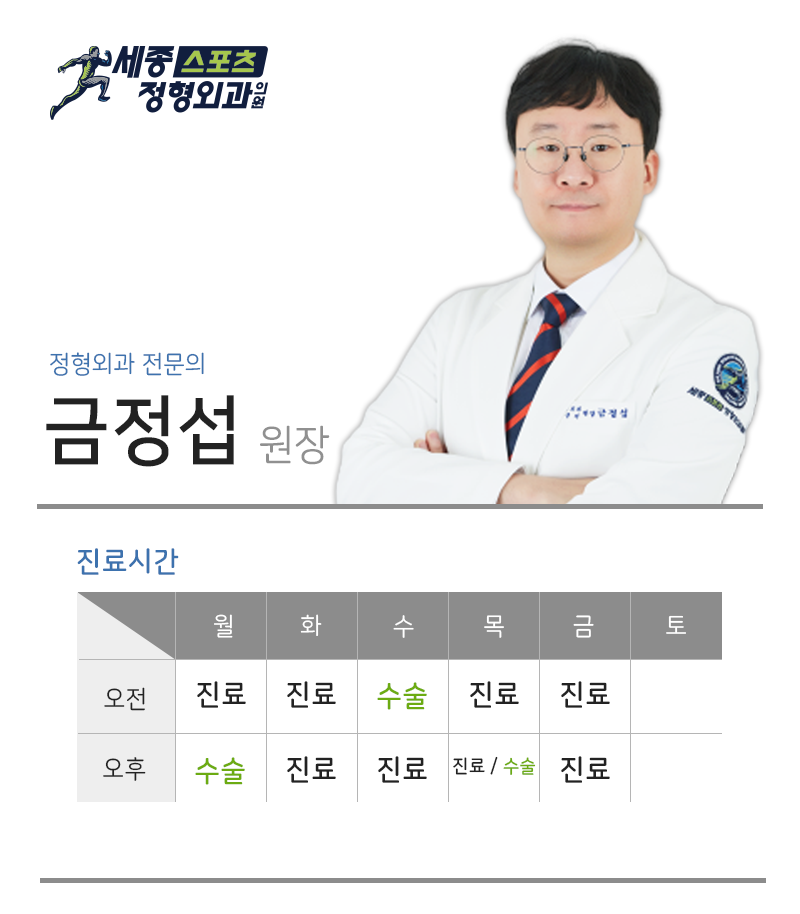 세종 스포츠
정형외과의원
정형외과 전문의
금정섭 원장
진료시간
월 화 수 목 금 토
오전 진료 진료 수술 진료 진료
오후 수술 진료 진료 진료 / 수술 진료
금정섭